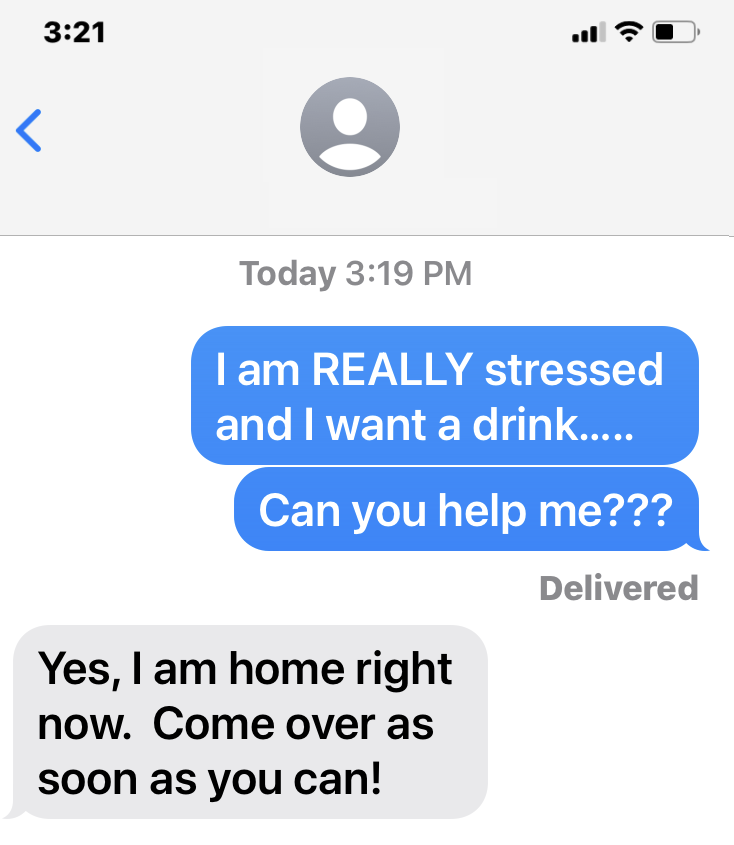 3:21
Today 3:19 PM
I am REALLY stressed
and I want a drink.....
Can you help me???
Delivered
Yes, I am home right
now.  Come over as
soon as you can!